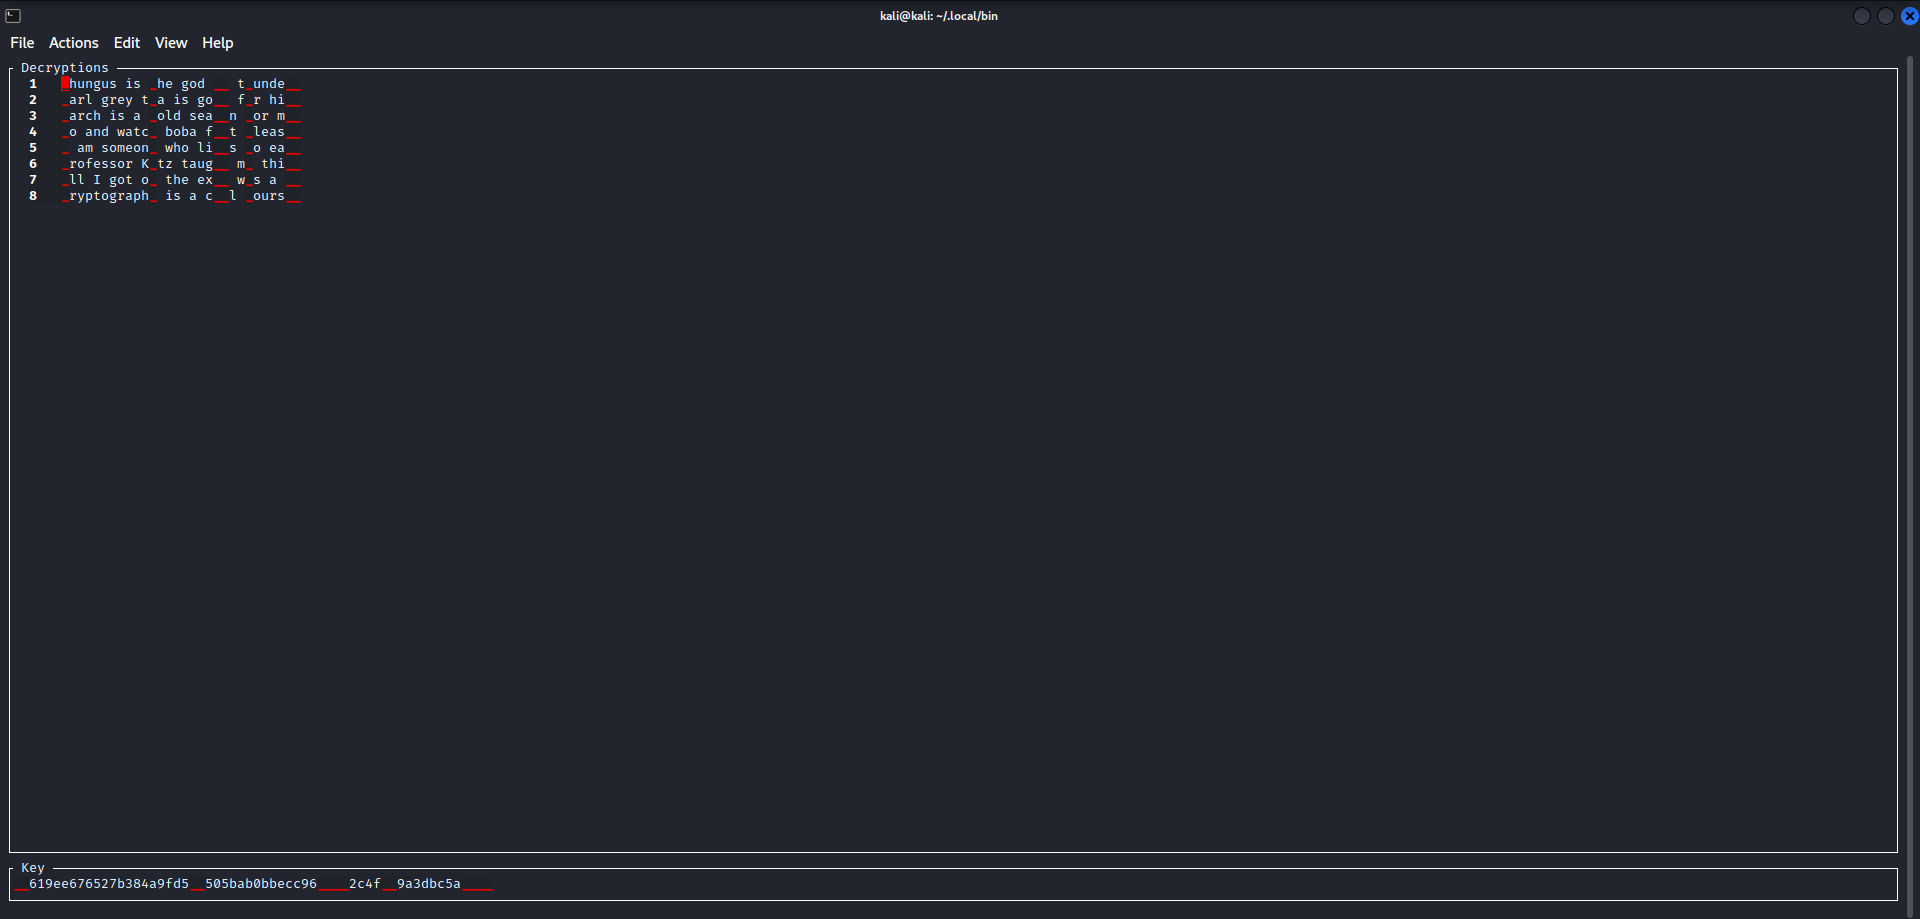 kali@kali: ~/.local/bin
File Actions Edit View Help
Decryptions
1 _hungus is _he god __ t_unde__
2 _arl grey t_a is go__ f_r hi__
3 _arch is a _old sea__n _or m__
4 _o and watc_ boba f__t _leas__
5 _ am someon_ who li__s _o ea__
6 _rofessor K_tz taug__ m_ thi__
7 _ll I got o_ the ex__ w_s a __
8 _ryptograph_ is a c__l _ours__
Key
__619ee676527b384a9fd5__505bab0bbecc96____2c4f__9a3dbc5a____